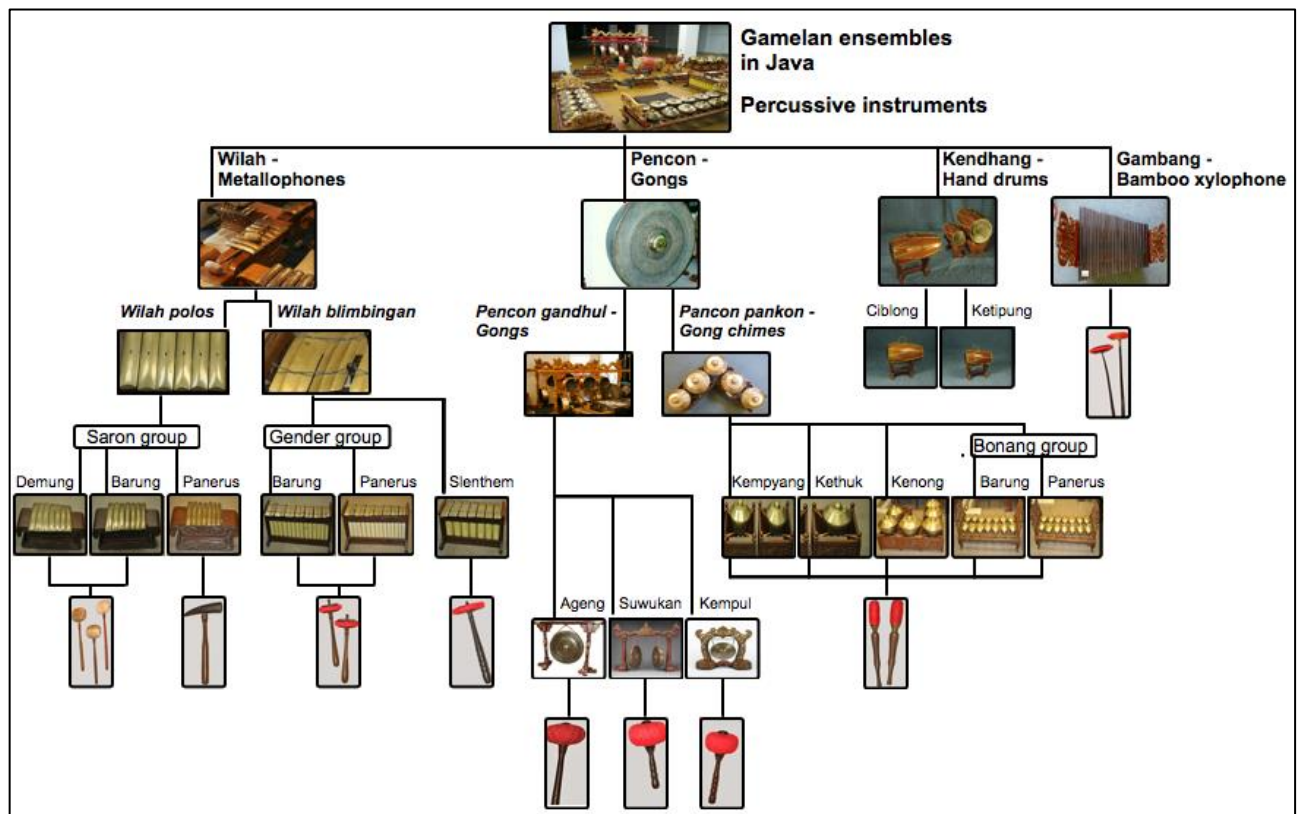 Gamelan ensembles
in Java
Percussive instruments
Wilah -
Metallophones
Pencon -
Gongs
Kendhang -
Hand drums
Gambang -
Bamboo xylophone
Wilah polos
Wilah blimbingan
Pencon gandhul -
Gongs
Pancon pankon -
Gong chimes
Ciblong
Ketipung
Saron group
Gender group
Bonang group
Demung
Barung
Panerus
Barung
Panerus
Slenthem
Kempyang
Kethuk
Kenong
Barung
Panerus
Ageng
Suwukan
Kempul